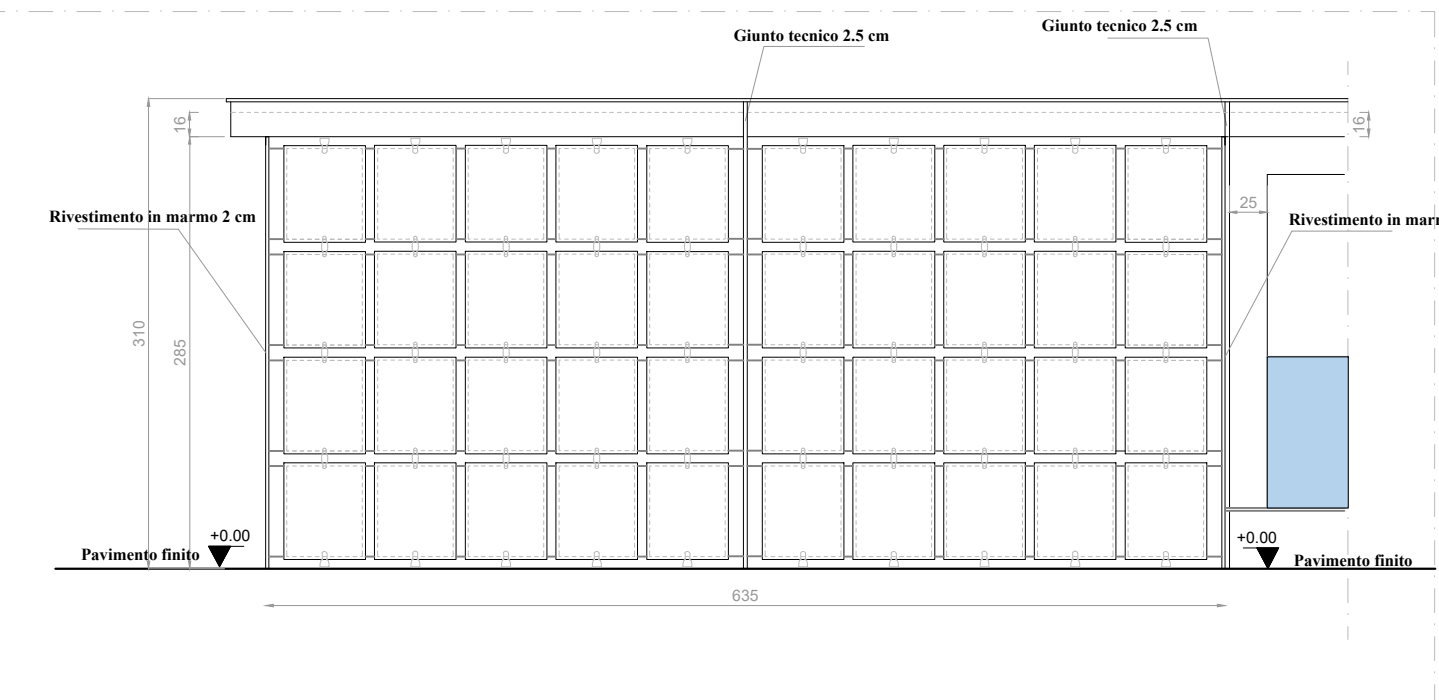 Giunto tecnico 2.5 cm
Giunto tecnico 2.5 cm
16
16
25
Rivestimento in marmo 2 cm
Rivestimento in mar
310
285
+0.00
Pavimento finito
+0.00
Pavimento finito
635